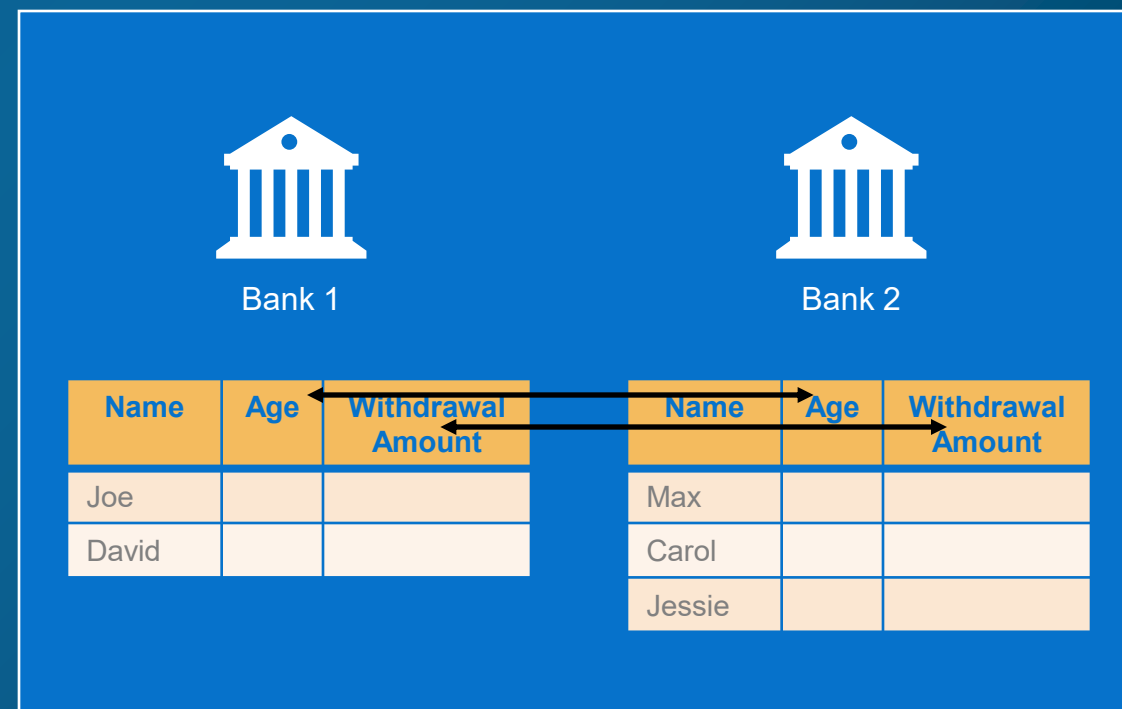 Bank 1
Bank 2
Name Age Withdrawal
Amount
Joe
David
Name Age Withdrawal
Amount
Max
Carol
Jessie